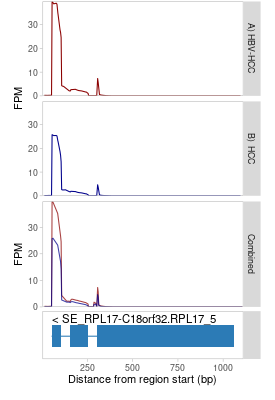 40
30
20
10
0
FPM
A) HBV-HCC
30
20
10
0
B) HCC
30
20
10
0
FPM
Combined
< SE_RPL17-C18orf32.RPL17_5
250 500 750 1000
Distance from region start (bp)